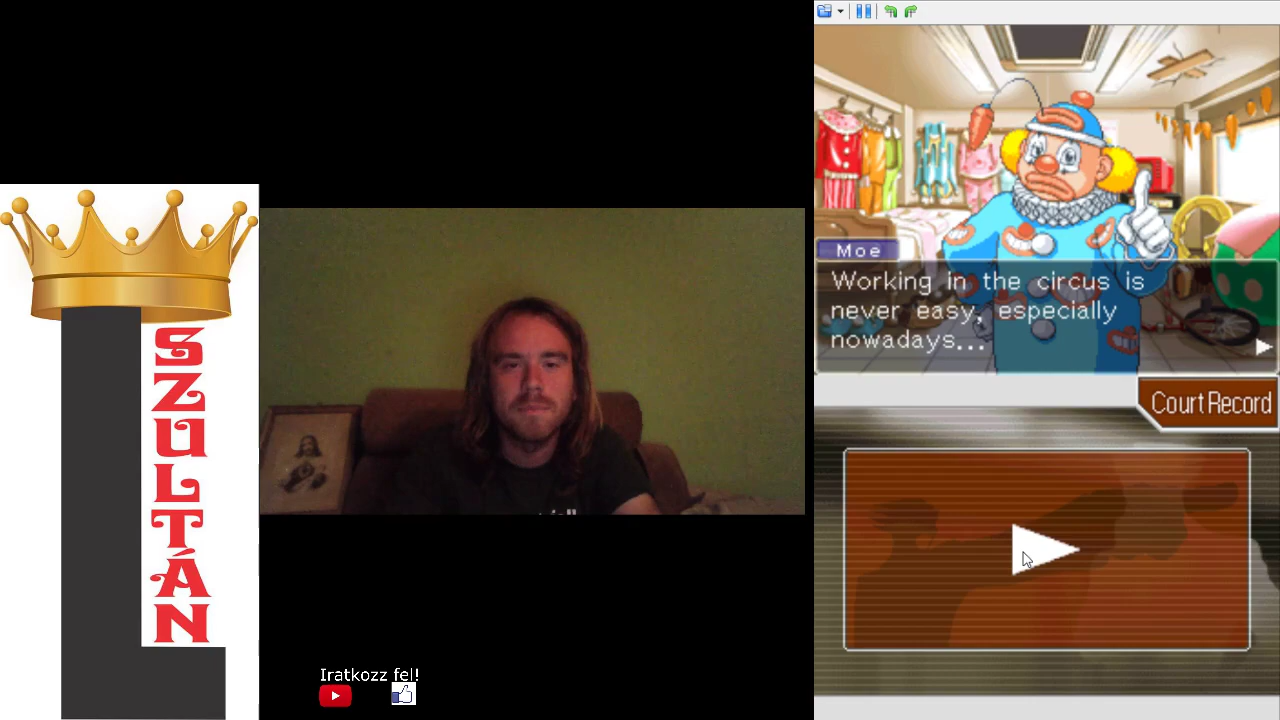 L
SZULTÁN
Iratkozz fel!
Moe
Working in the circus is
never easy, especially
nowadays...
Court Record